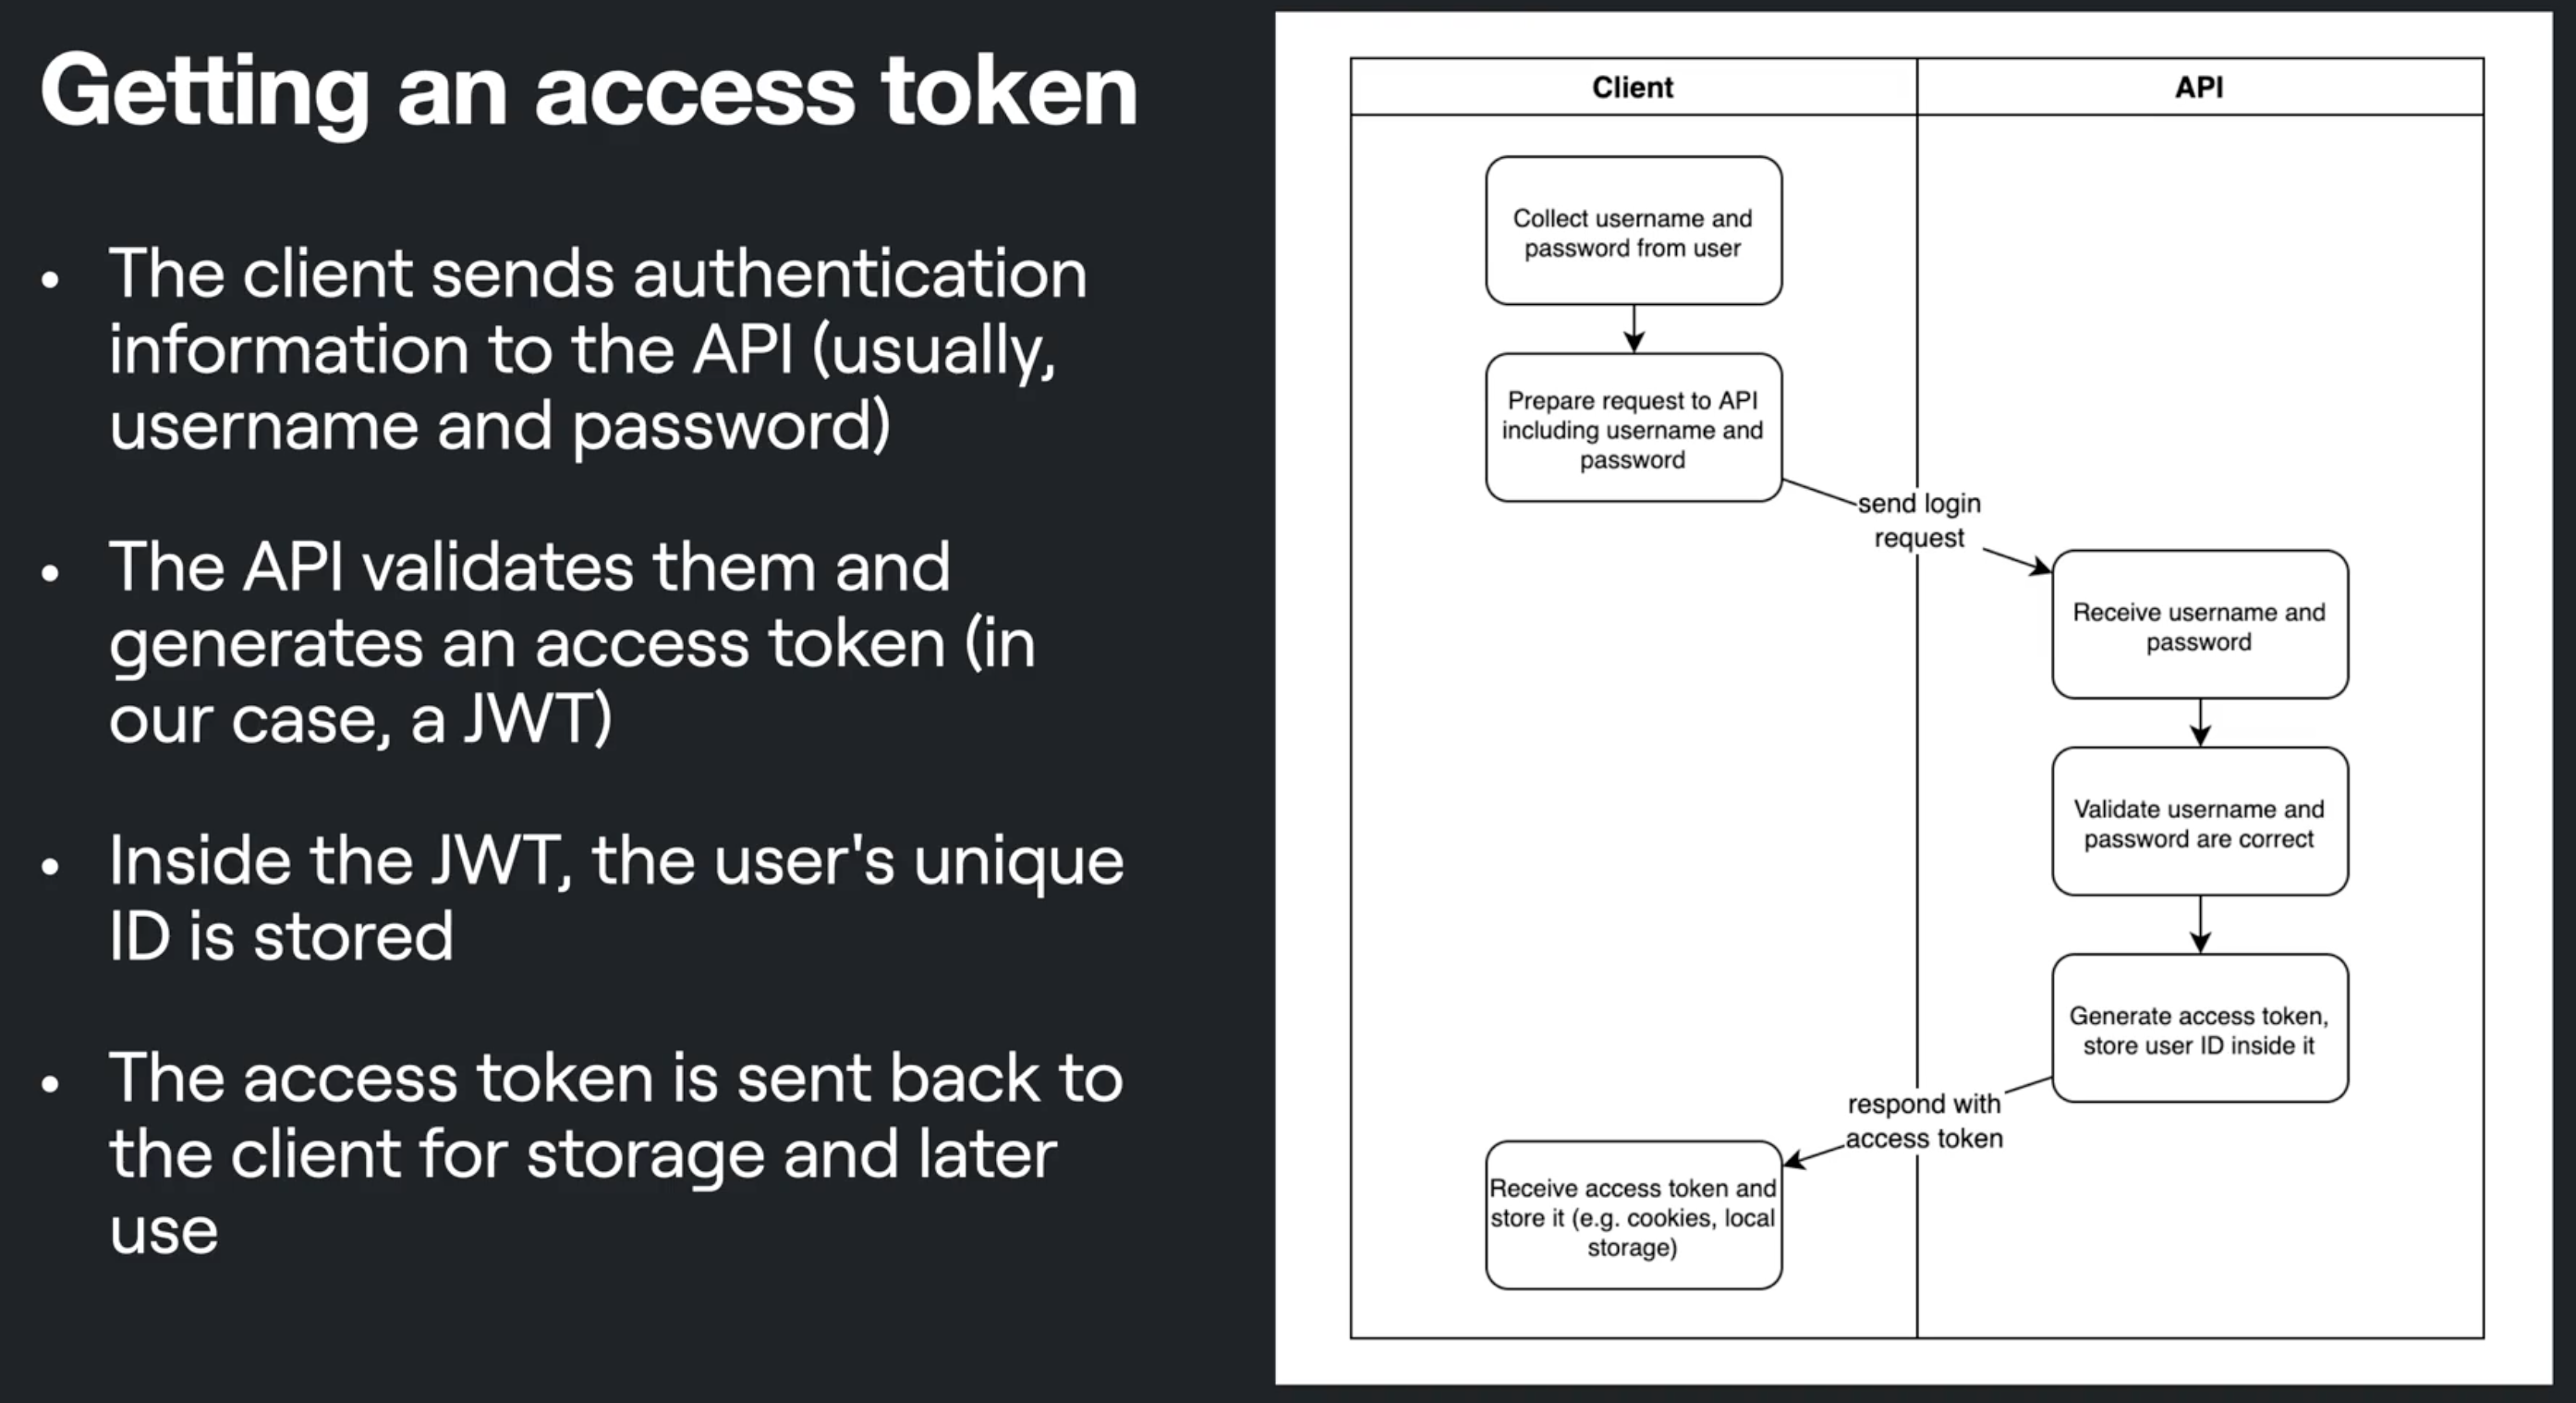 Getting an access token
• The client sends authentication
information to the API (usually,
username and password)
• The API validates them and
generates an access token (in
our case, a JWT)
• Inside the JWT, the user's unique
ID is stored
• The access token is sent back to
the client for storage and later
use
Client
API
Collect username and
password from user
Prepare request to API
including username and
password
send login
request
Receive username and
password
Validate username and
password are correct
Generate access token,
store user ID inside it
respond with
access token
Receive access token and
store it (e.g. cookies, local
storage)